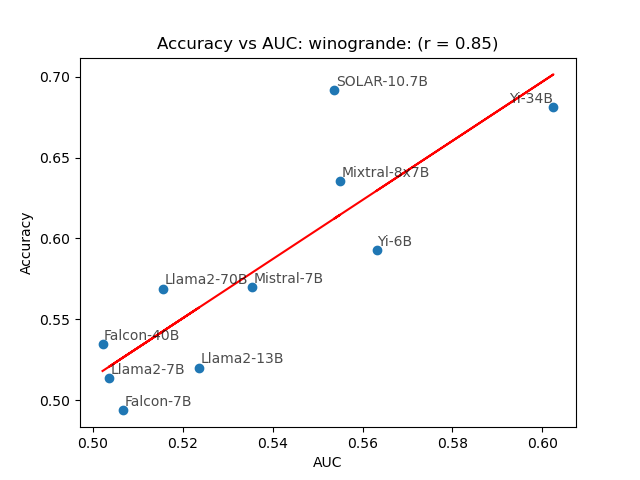 Accuracy vs AUC: winogrande: (r = 0.85)
0.70
SOLAR-10.7B
Yi-34B
0.65
Mixtral-8x7B
Accuracy
0.60
Yi-6B
Llama2-70B
Mistral-7B
0.55
Falcon-40B
Llama2-13B
Llama2-7B
0.50
Falcon-7B
0.50 0.52 0.54 0.56 0.58 0.60
AUC